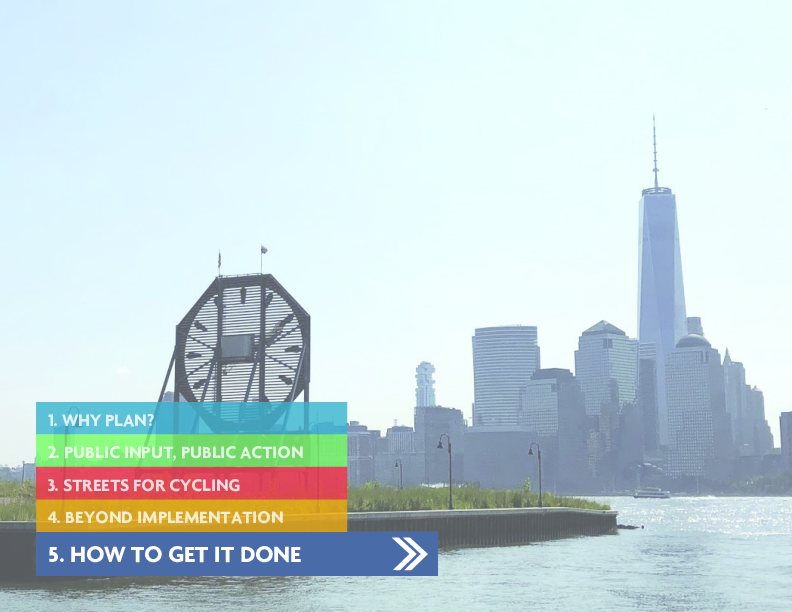 1. WHY PLAN?
2. PUBLIC INPUT, PUBLIC ACTION
3. STREETS FOR CYCLING
4. BEYOND IMPLEMENTATION
5. HOW TO GET IT DONE